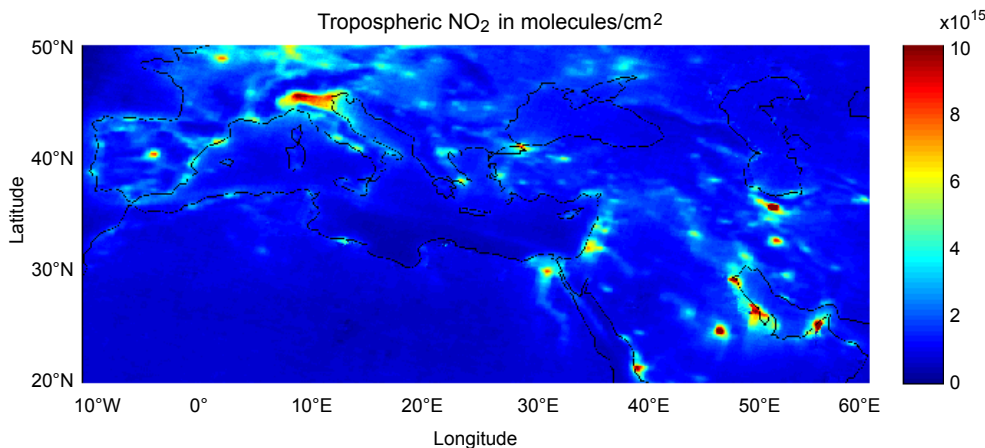 Tropospheric NO2 in molecules/cm2
x10^15
50°N
40°N
30°N
20°N
Latitude
10°W 0° 10°E 20°E 30°E 40°E 50°E 60°E
Longitude
10
8
6
4
2
0